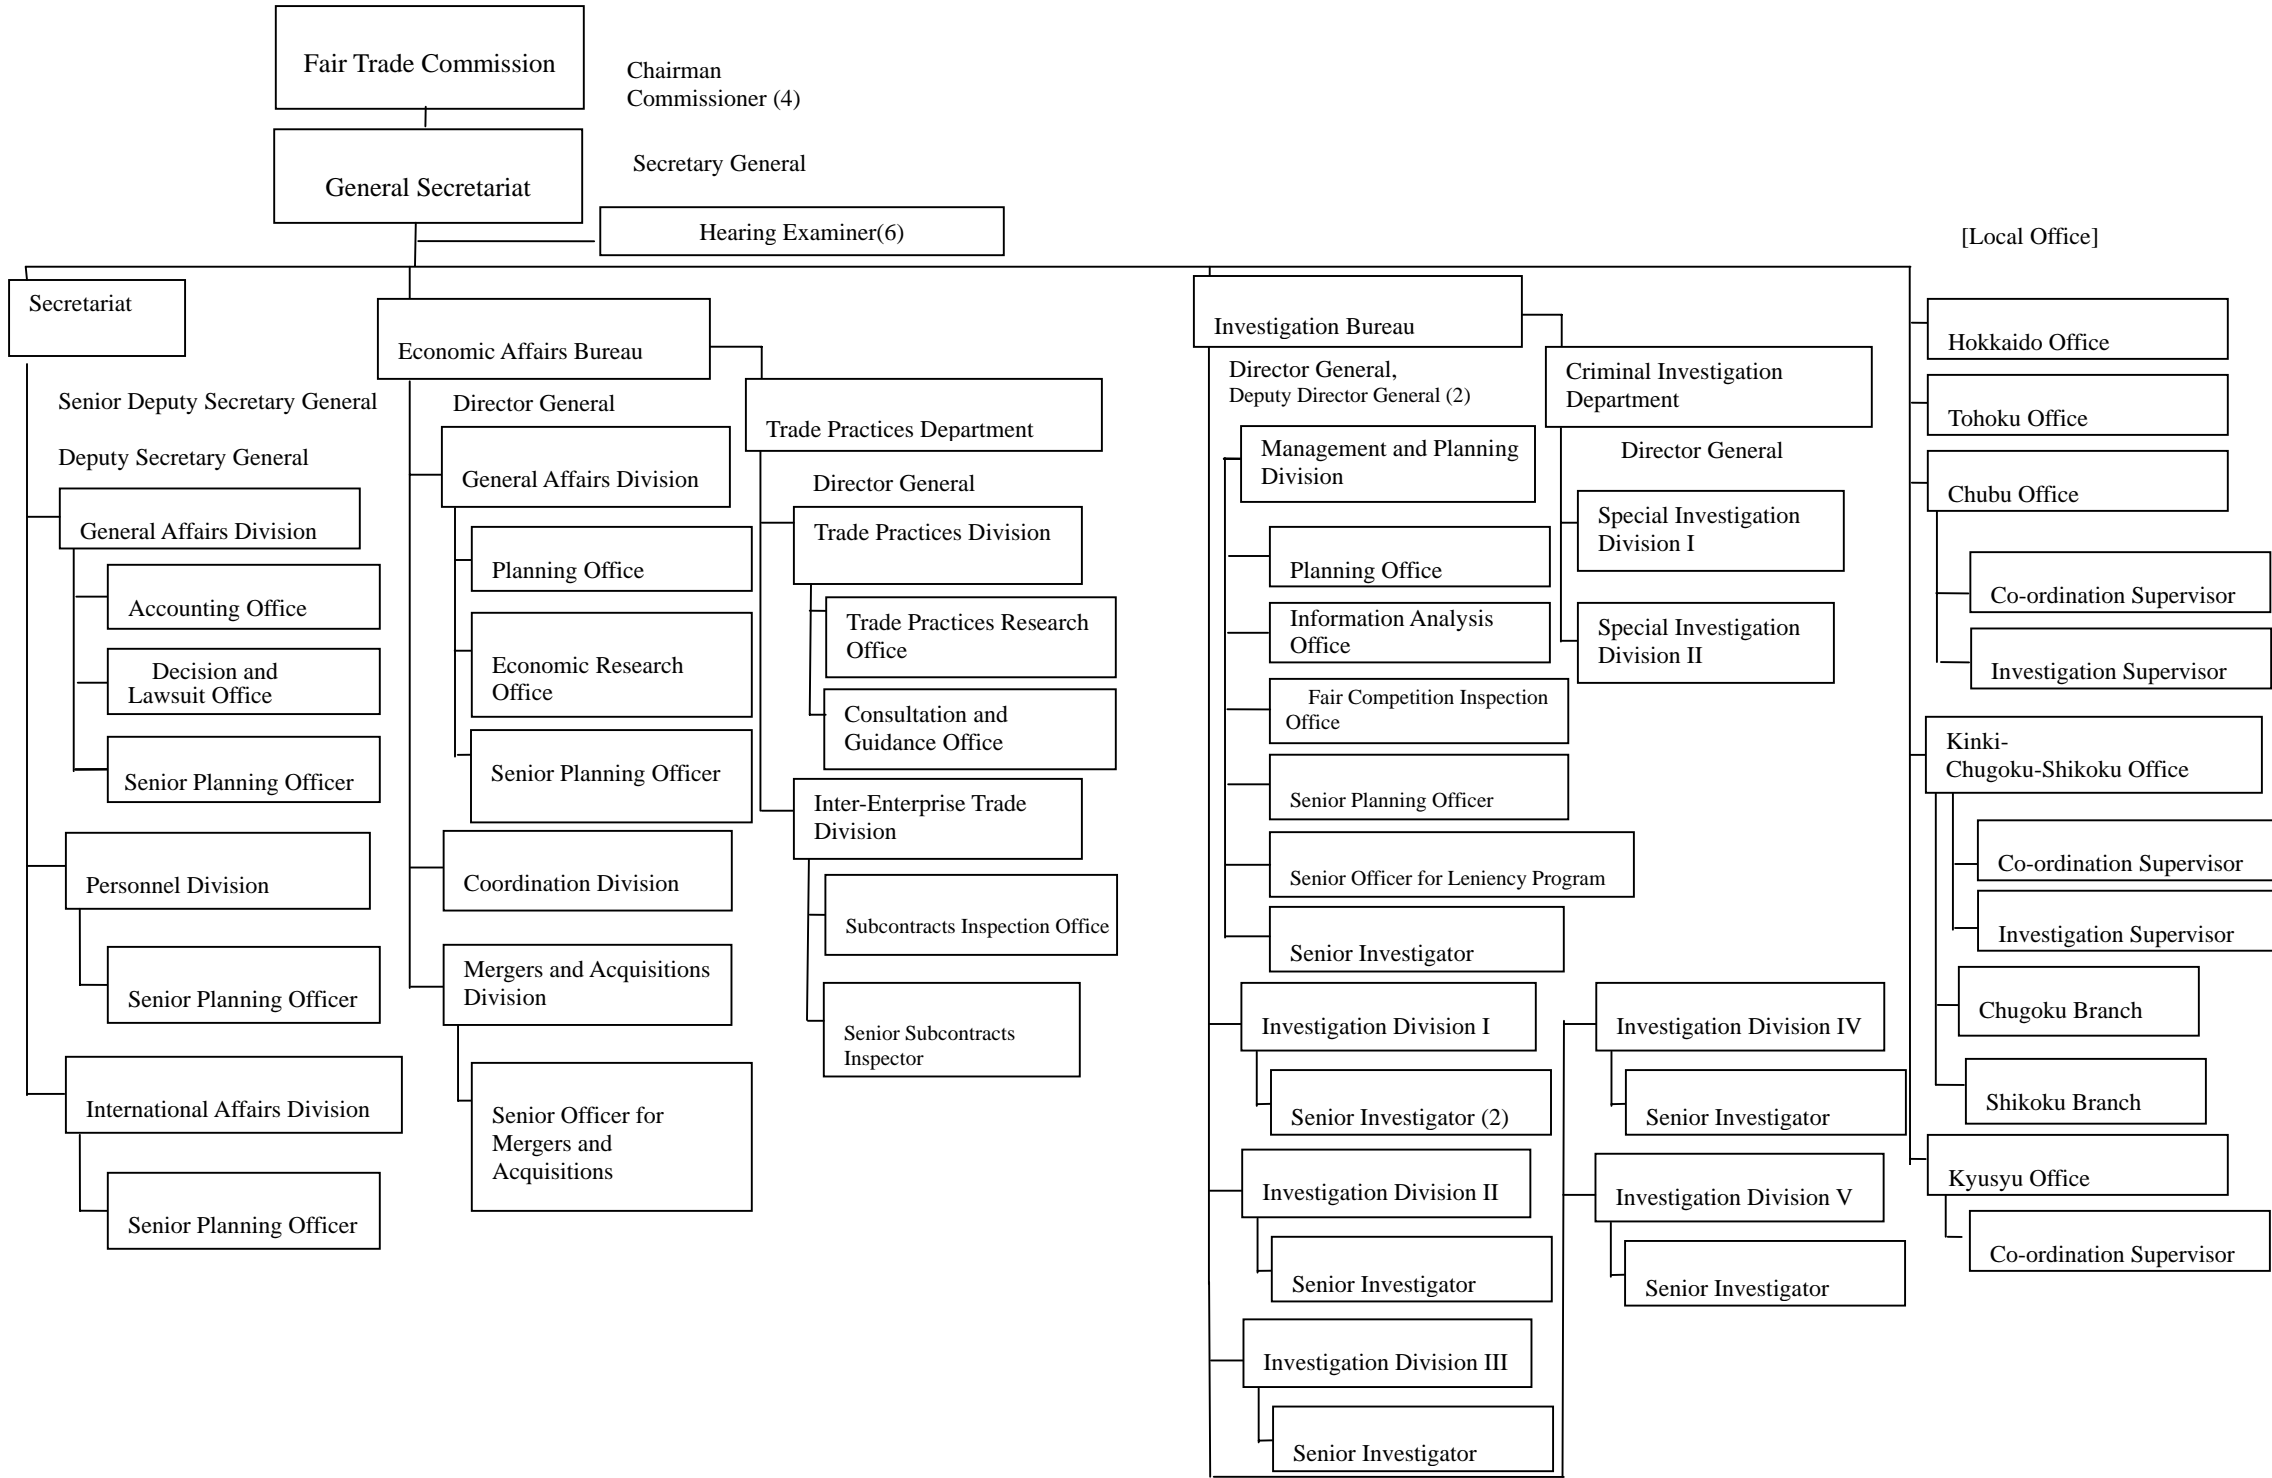 Fair Trade Commission
Chairman
Commissioner (4)
General Secretariat
Secretary General
Hearing Examiner(6)
Secretariat
Senior Deputy Secretary General
Deputy Secretary General
General Affairs Division
Accounting Office
Decision and
Lawsuit Office
Senior Planning Officer
Personnel Division
Senior Planning Officer
International Affairs Division
Senior Planning Officer
Economic Affairs Bureau
Director General
General Affairs Division
Planning Office
Economic Research
Office
Senior Planning Officer
Coordination Division
Mergers and Acquisitions
Division
Senior Officer for
Mergers and
Acquisitions
Trade Practices Department
Director General
Trade Practices Division
Trade Practices Research
Office
Consultation and
Guidance Office
Inter-Enterprise Trade
Division
Subcontracts Inspection Office
Senior Subcontracts
Inspector
Investigation Bureau
Director General,
Deputy Director General (2)
Management and Planning
Division
Planning Office
Information Analysis
Office
Fair Competition Inspection
Office
Senior Planning Officer
Senior Officer for Leniency Program
Senior Investigator
Investigation Division I
Senior Investigator (2)
Investigation Division II
Senior Investigator
Investigation Division III
Senior Investigator
Criminal Investigation
Department
Director General
Special Investigation
Division I
Special Investigation
Division II
Investigation Division IV
Senior Investigator
Investigation Division V
Senior Investigator
[Local Office]
Hokkaido Office
Tohoku Office
Chubu Office
Co-ordination Supervisor
Investigation Supervisor
Kinki-
Chugoku-Shikoku Office
Co-ordination Supervisor
Investigation Supervisor
Chugoku Branch
Shikoku Branch
Kyusyu Office
Co-ordination Supervisor